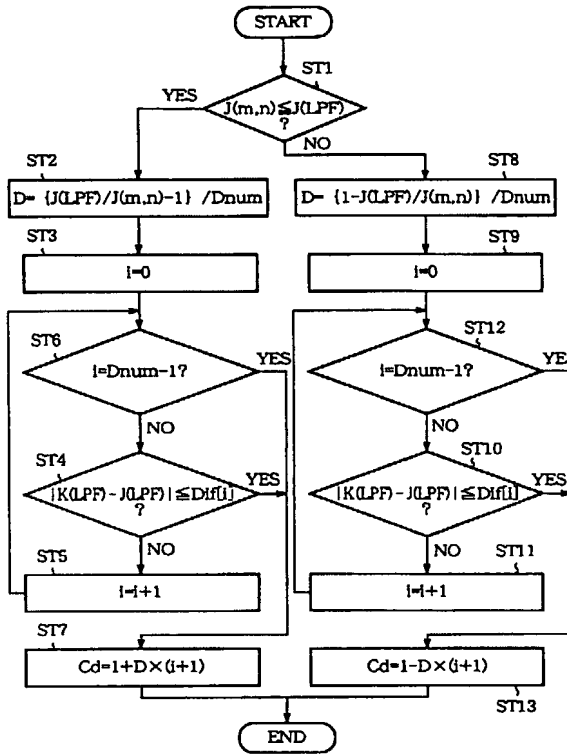 START
ST1
J(m,n)≦J(LPF)
?
YES
NO
ST2
D= {J(LPF)/J(m,n)-1} /Dnum
ST8
D= {1-J(LPF)/J(m,n)} /Dnum
ST3
i=0
ST9
i=0
ST6
i=Dnum-1?
YES
NO
ST12
i=Dnum-1?
YES
NO
ST4
|K(LPF)-J(LPF)|≦Dif[i]
?
YES
NO
ST10
|K(LPF)-J(LPF)|≦Dif[i]
?
YES
NO
ST5
i=i+1
ST11
i=i+1
ST7
Cd=1+D×(i+1)
Cd=1-D×(i+1)
ST13
END